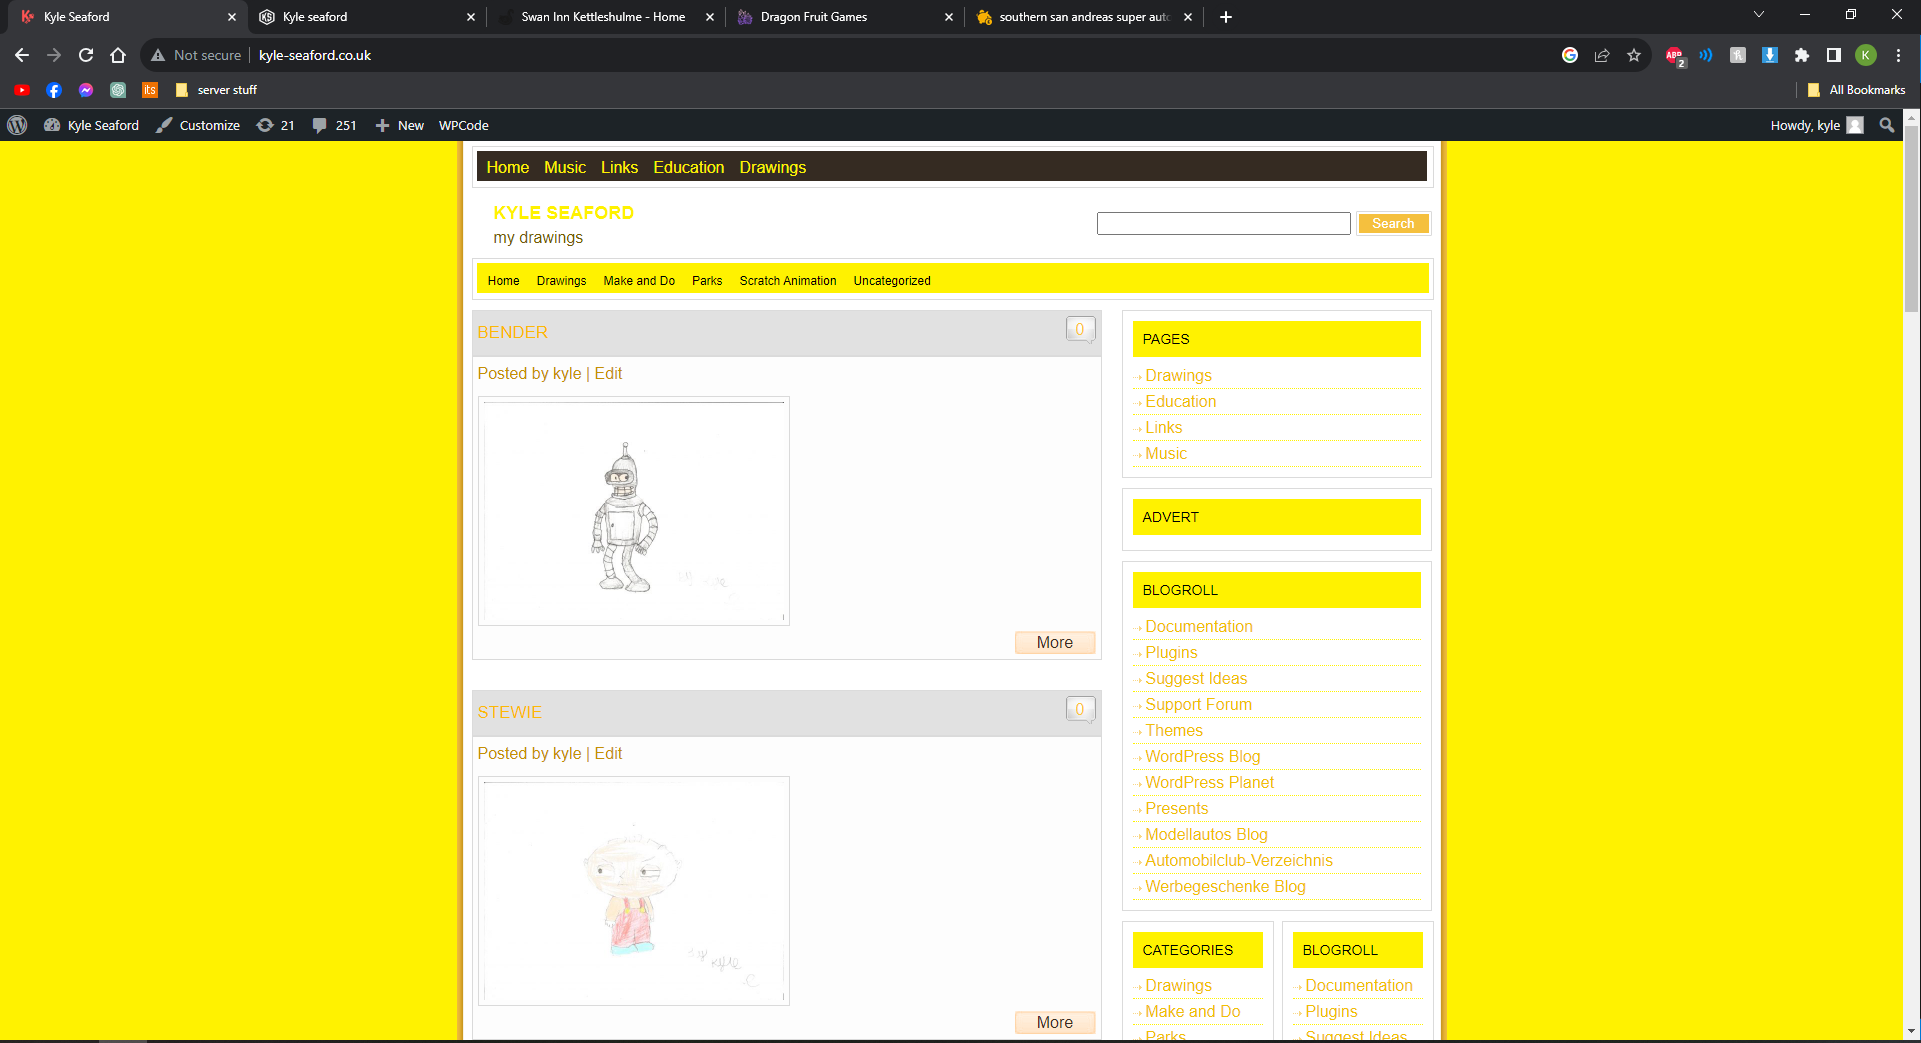 Kyle Seaford
Kyle seaford
Swan Inn Kettleshulme - Home
Dragon Fruit Games
southern san andreas super auto
Not secure kyle-seaford.co.uk
ABP 2
K
its
server stuff
All Bookmarks
Kyle Seaford Customize 21 251 New WPCode
Howdy, kyle
Home Music Links Education Drawings
KYLE SEAFORD
my drawings
Search
Home Drawings Make and Do Parks Scratch Animation Uncategorized
BENDER
0
Posted by kyle | Edit
More
STEWIE
0
Posted by kyle | Edit
by kyle
More
PAGES
Drawings
Education
Links
Music
ADVERT
BLOGROLL
Documentation
Plugins
Suggest Ideas
Support Forum
Themes
WordPress Blog
WordPress Planet
Presents
Modellautos Blog
Automobilclub-Verzeichnis
Werbegeschenke Blog
CATEGORIES
Drawings
Make and Do
Parks
BLOGROLL
Documentation
Plugins
Suggest Ideas